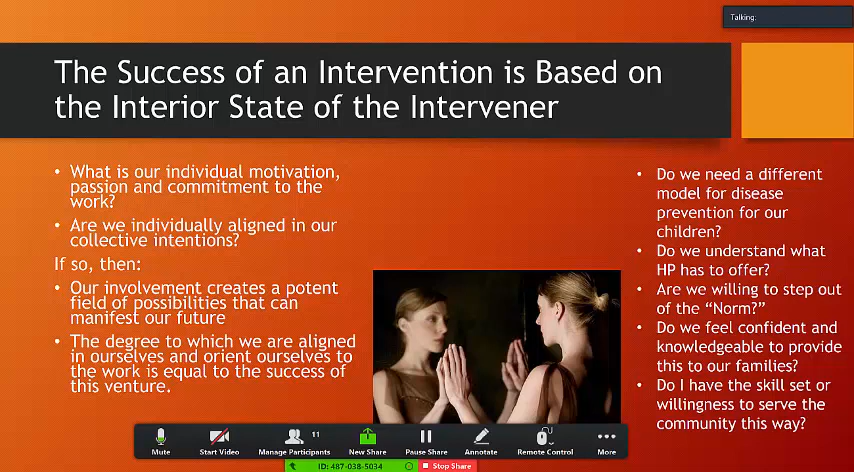 Talking:
The Success of an Intervention is Based on
the Interior State of the Intervener
• What is our individual motivation,
passion and commitment to the
work?
• Are we individually aligned in our
collective intentions?
If so, then:
• Our involvement creates a potent
field of possibilities that can
manifest our future
• The degree to which we are aligned
in ourselves and orient ourselves to
the work is equal to the success of
this venture.
• Do we need a different
model for disease
prevention for our
children?
• Do we understand what
HP has to offer?
• Are we willing to step out
of the “Norm?”
• Do we feel confident and
knowledgeable to provide
this to our families?
• Do I have the skill set or
willingness to serve the
community this way?
11
Mute
Start Video
Manage Participants
New Share
Pause Share
Annotate
Remote Control
More
ID: 487-038-5034
Stop Share